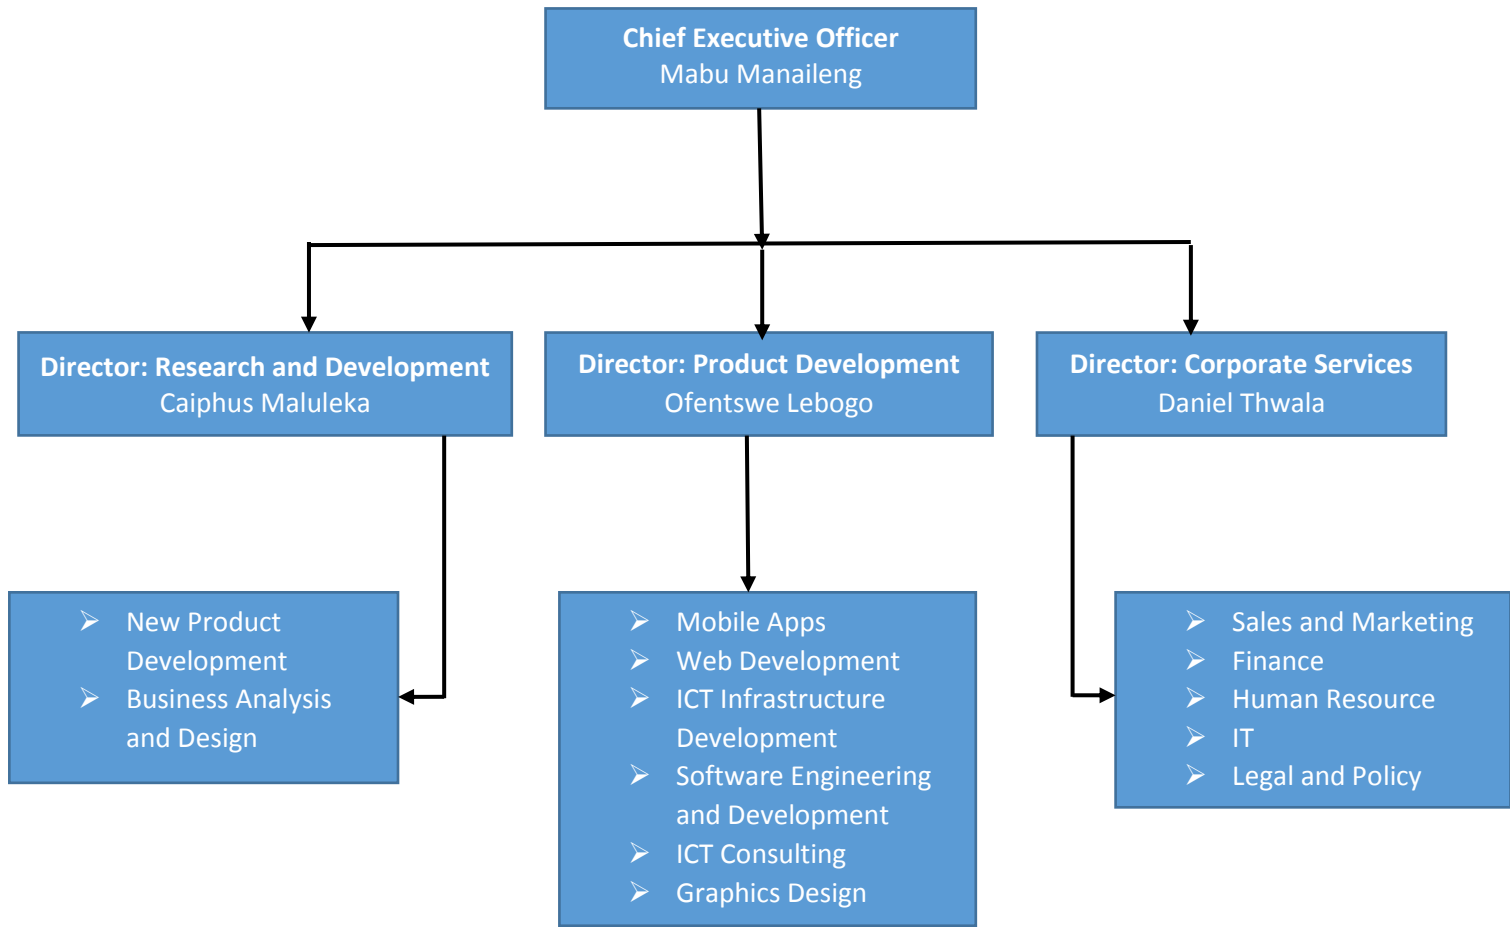 Chief Executive Officer
Mabu Manaileng
Director: Research and Development
Caiphus Maluleka
Director: Product Development
Ofentswe Lebogo
Director: Corporate Services
Daniel Thwala
New Product
Development
Business Analysis
and Design
Mobile Apps
Web Development
ICT Infrastructure
Development
Software Engineering
and Development
ICT Consulting
Graphics Design
Sales and Marketing
Finance
Human Resource
IT
Legal and Policy